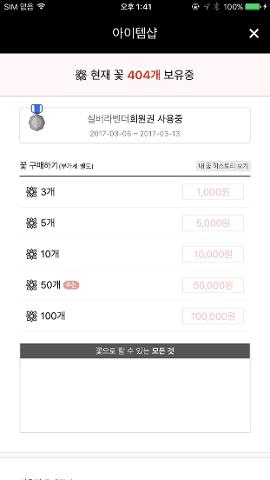 SIM 없음 오후 1:41 100%
아이템샵
현재 꽃 404개 보유중
실버라벤더회원권 사용중
2017-03-06 ~ 2017-03-13
꽃 구매하기(부가세 별도) 내 꽃 히스토리 보기
3개 1,000원
5개 5,000원
10개 10,000원
50개 추천 50,000원
100개 100,000원
꽃으로 할 수 있는 모든 것